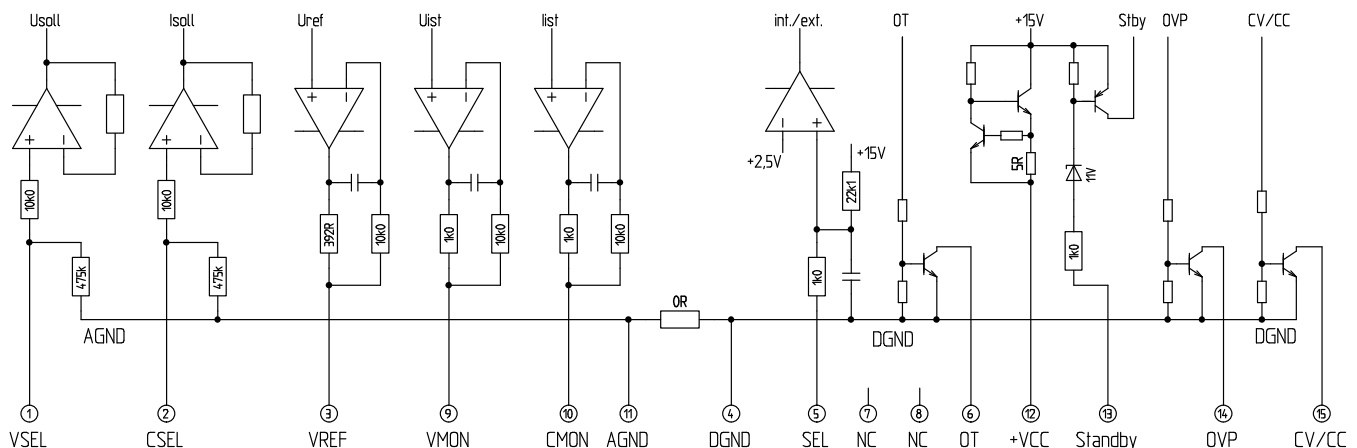 Usoll Isoll Uref Uist Iist int./ext. OT +15V Stby OVP CV/CC
+ − + − + − + − + − − +
+2,5V +15V
5R 11V
10k0 10k0 22k1
392R 10k0 1k0 10k0 1k0 10k0
475k 475k 1k0 1k0
0R
AGND DGND DGND
1 2 3 9 10 11 4 5 7 8 6 12 13 14 15
VSEL CSEL VREF VMON CMON AGND DGND SEL NC NC OT +VCC Standby OVP CV/CC